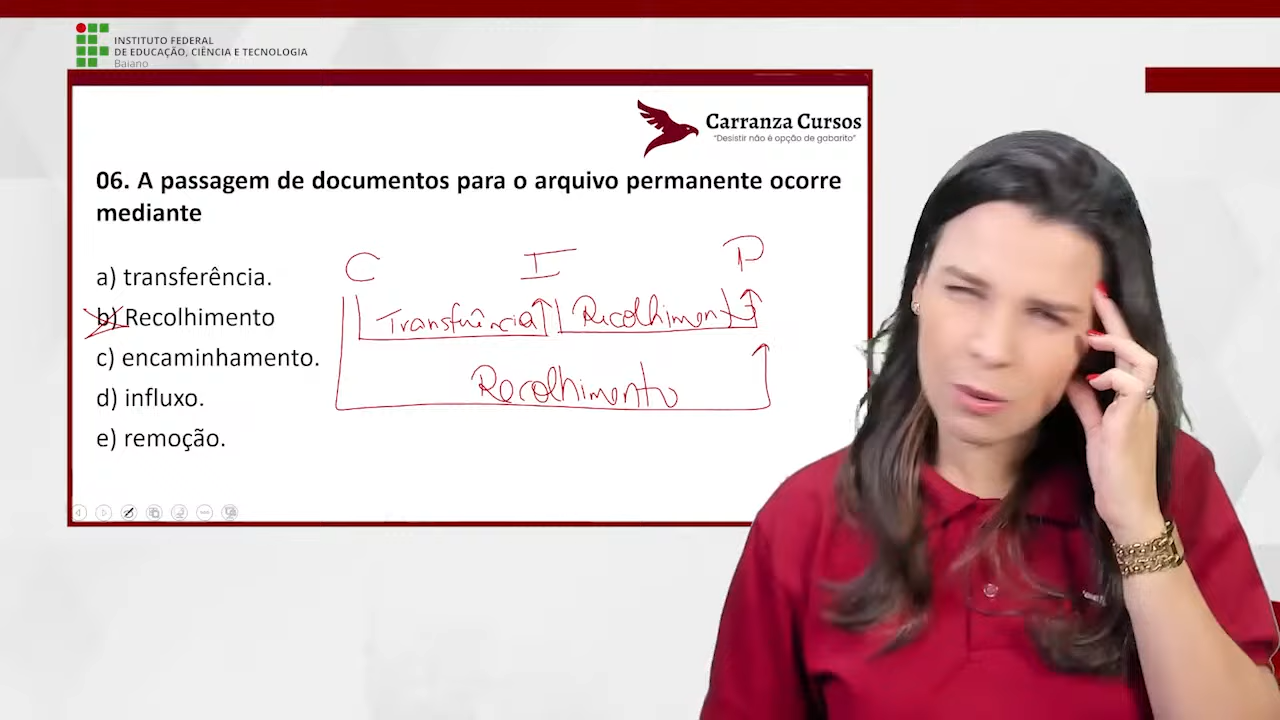 INSTITUTO FEDERAL
DE EDUCAÇÃO, CIÊNCIA E TECNOLOGIA
Baiano
Carranza Cursos
"Desistir não é opção de gabarito"
06. A passagem de documentos para o arquivo permanente ocorre
mediante
a) transferência.
b) Recolhimento
c) encaminhamento.
d) influxo.
e) remoção.
C I P
Transferência Recolhimento
Recolhimento